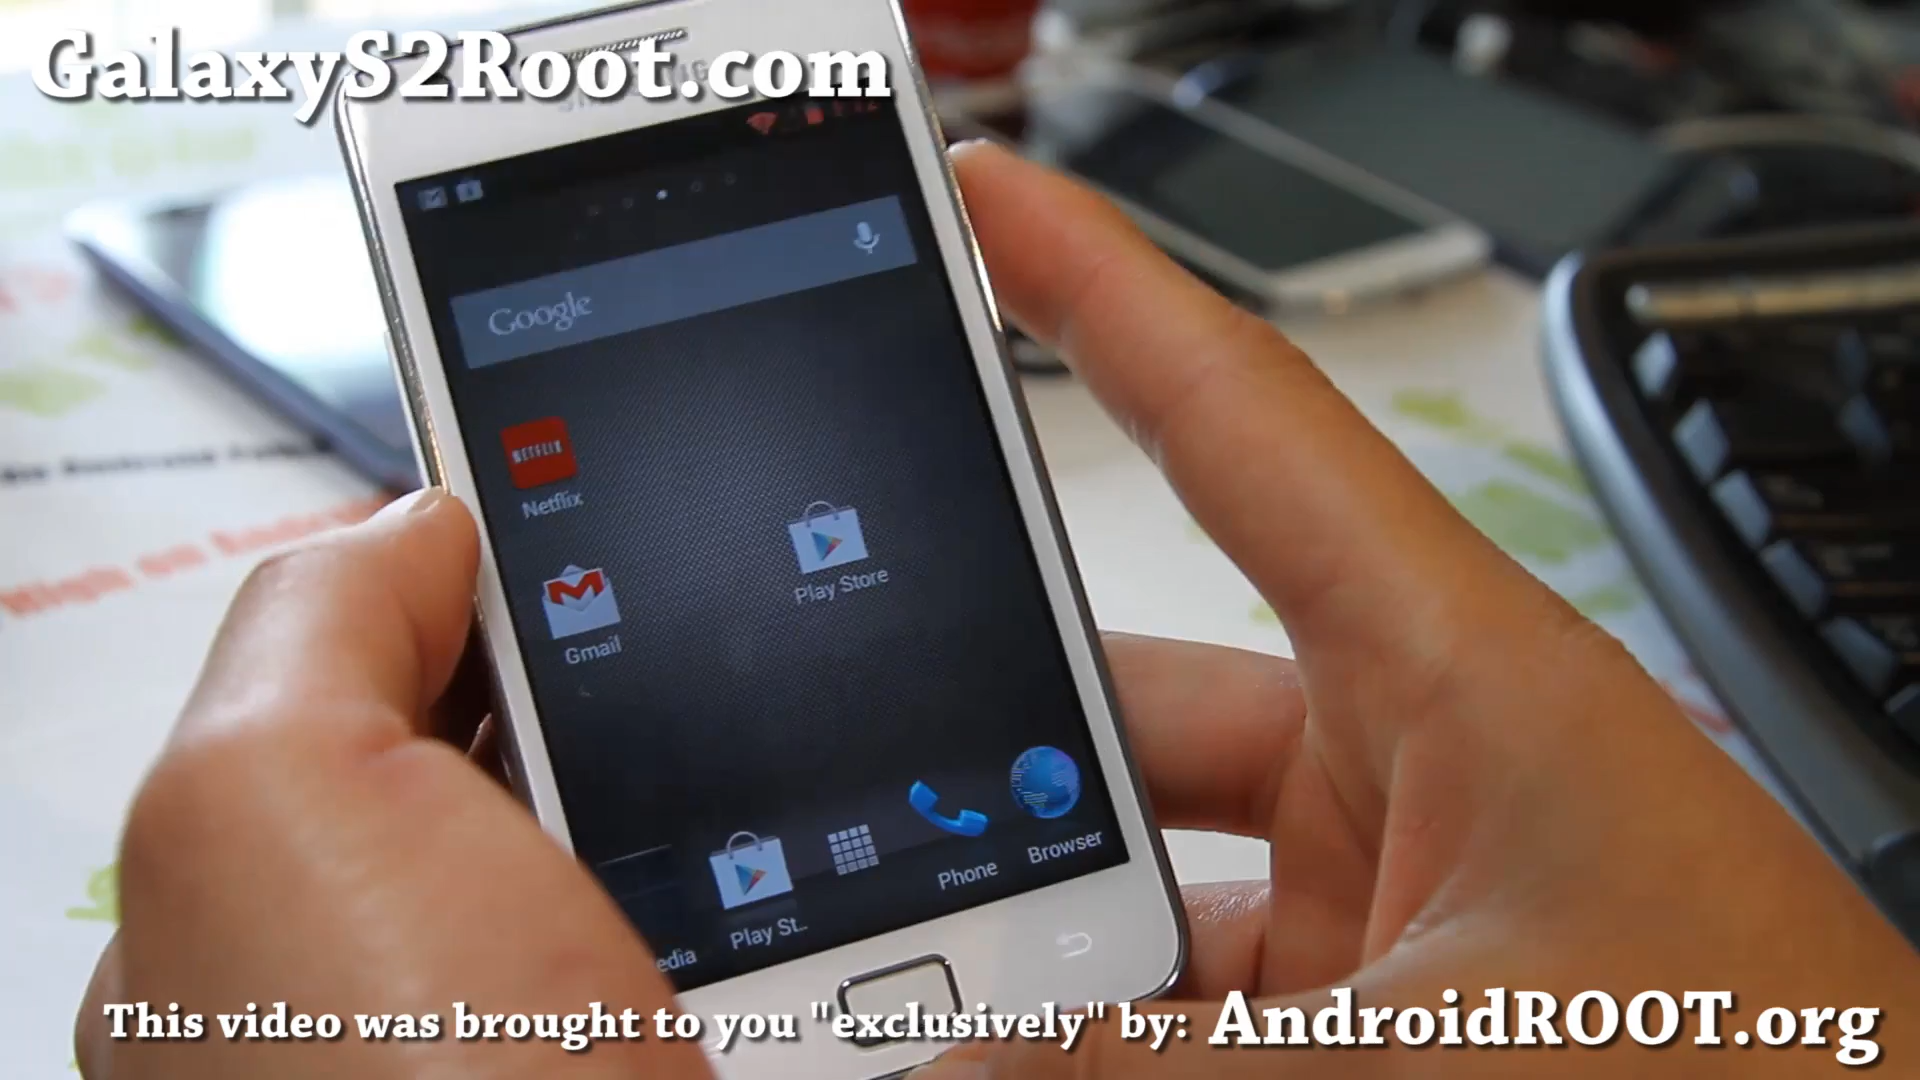 GalaxyS2Root.com
Google
NETFLIX
Netflix
Play Store
Gmail
Browser
Phone
Play St..
edia
This video was brought to you "exclusively" by: AndroidROOT.org